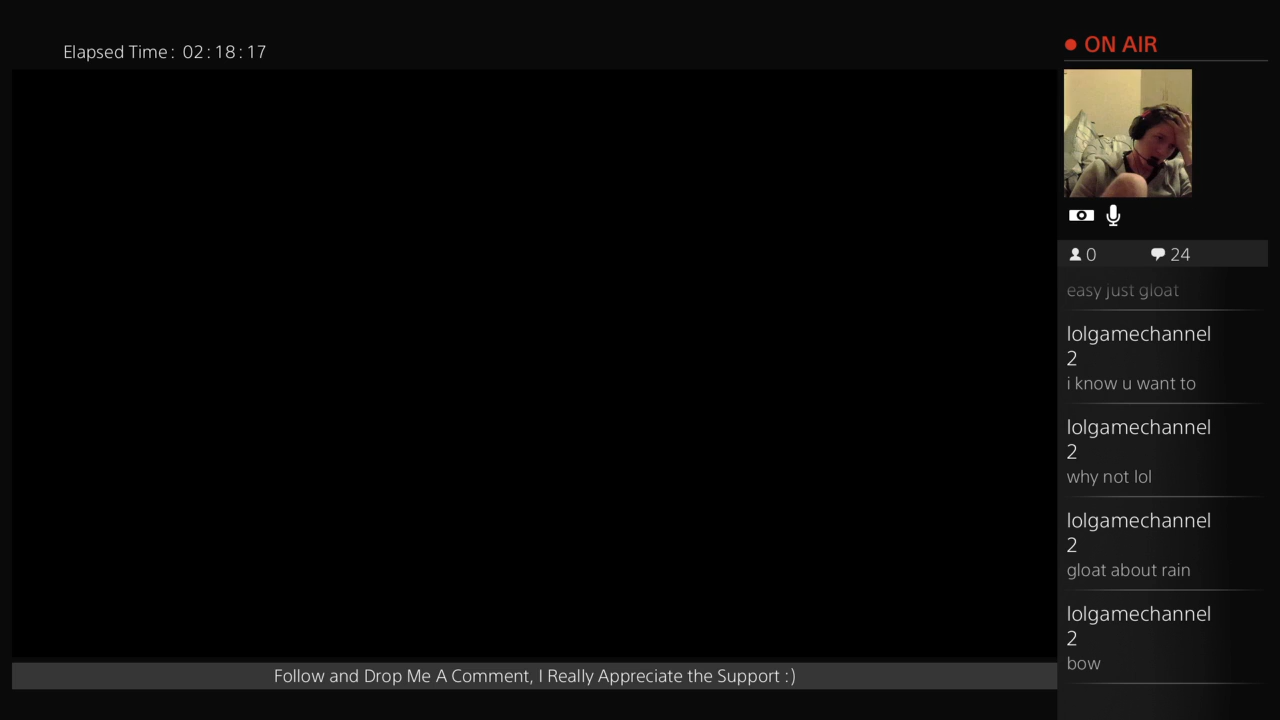 Elapsed Time: 02:18:17
ON AIR
0 24
easy just gloat
lolgamechannel
2
i know u want to
lolgamechannel
2
why not lol
lolgamechannel
2
gloat about rain
lolgamechannel
2
bow
Follow and Drop Me A Comment, I Really Appreciate the Support :)